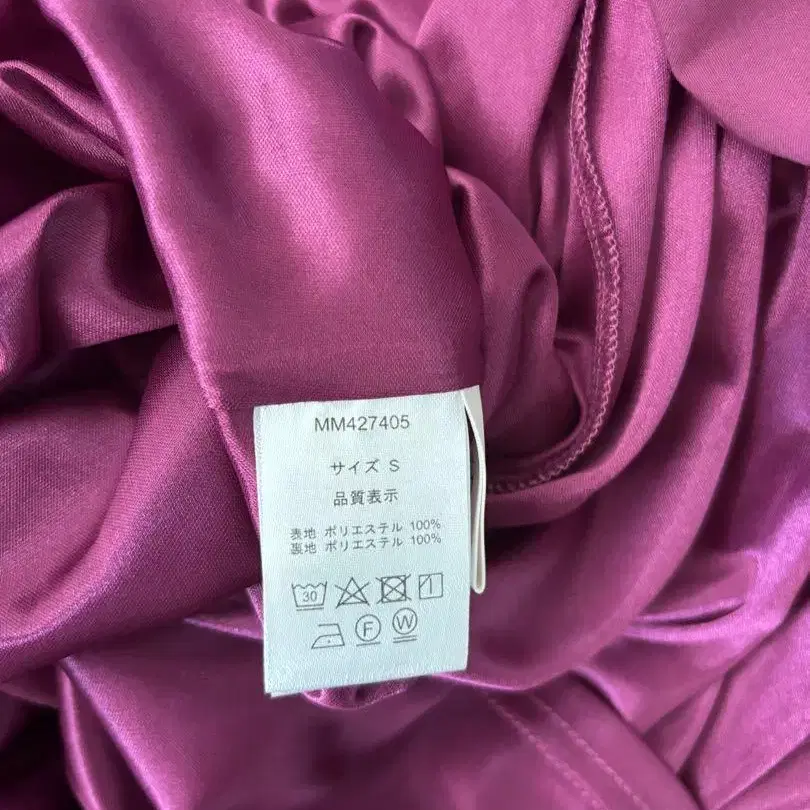 MM427405
サイズ S
品質表示
表地 ポリエステル 100%
裏地 ポリエステル 100%
30
F W